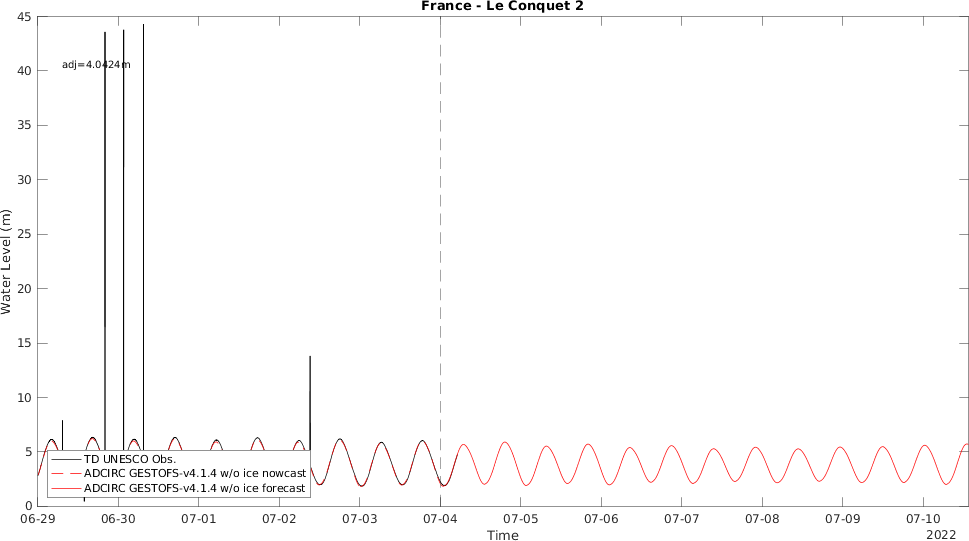 France - Le Conquet 2
45
40
35
30
25
20
15
10
5
0
adj=4.0424m
Water Level (m)
TD UNESCO Obs.
ADCIRC GESTOFS-v4.1.4 w/o ice nowcast
ADCIRC GESTOFS-v4.1.4 w/o ice forecast
06-29 06-30 07-01 07-02 07-03 07-04 07-05 07-06 07-07 07-08 07-09 07-10
Time
2022